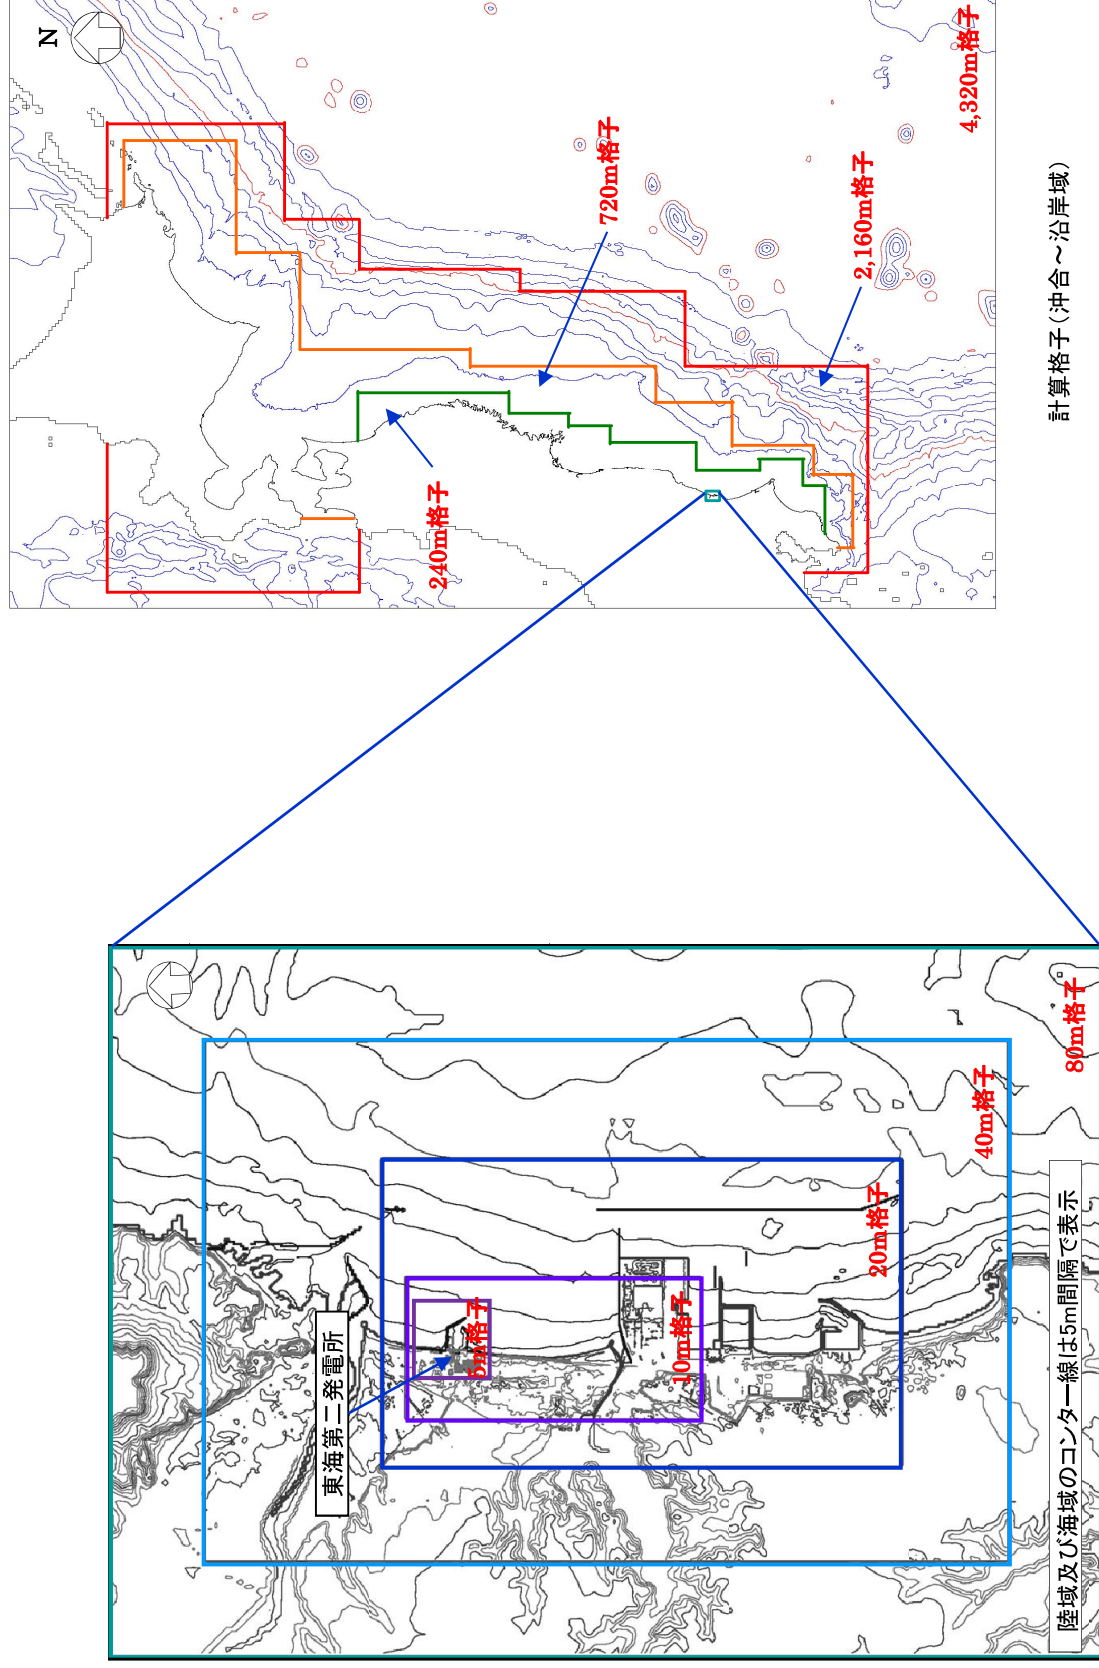 N
4,320m格子
720m格子
2,160m格子
240m格子
計算格子(沖合~沿岸域)
東海第二発電所
5m格子
10m格子
20m格子
40m格子
80m格子
陸域及び海域のコンター線は5m間隔で表示